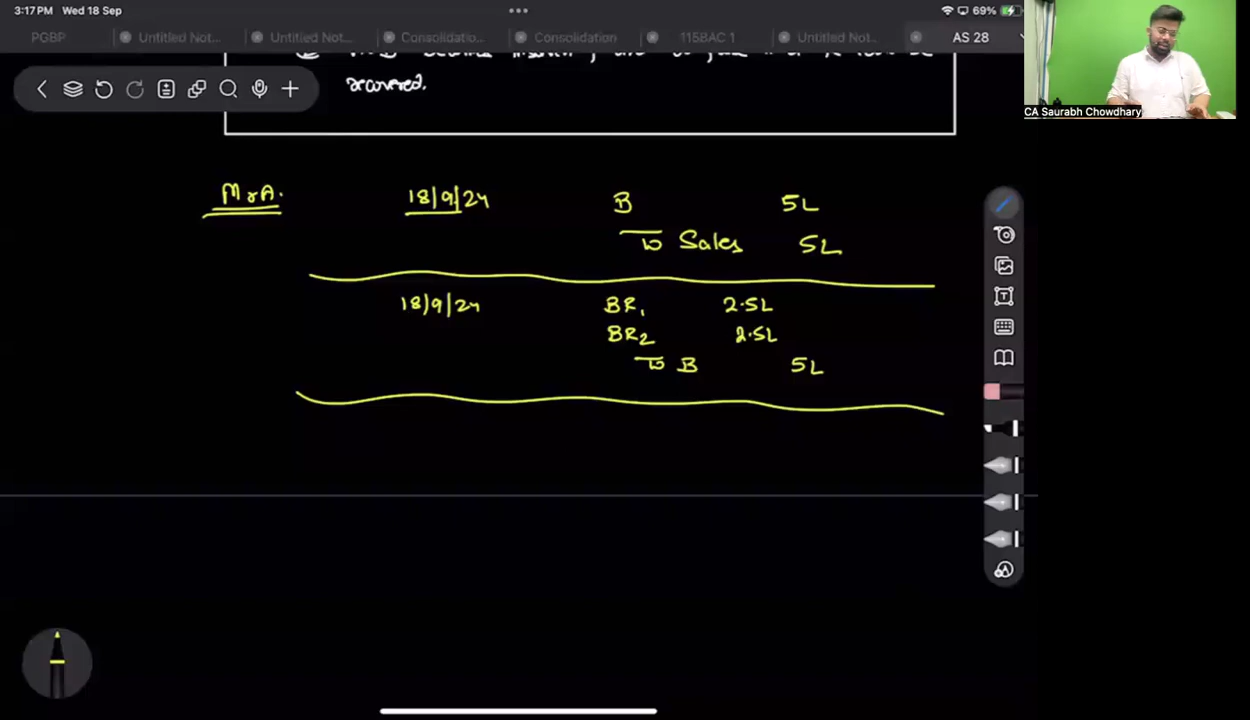 3:17 PM Wed 18 Sep
69%
PGBP
Untitled Not...
Untitled Not...
Consolidatio...
Consolidation
115BAC 1
Untitled Not...
AS 28
recovered.
CA Saurabh Chowdhary
Mr A. 18/9/24 B 5L
To Sales 5L
18/9/24 BR1 2.5L
BR2 2.5L
To B 5L